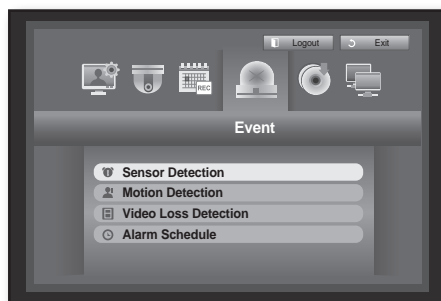 Logout
Exit
REC
Event
Sensor Detection
Motion Detection
Video Loss Detection
Alarm Schedule